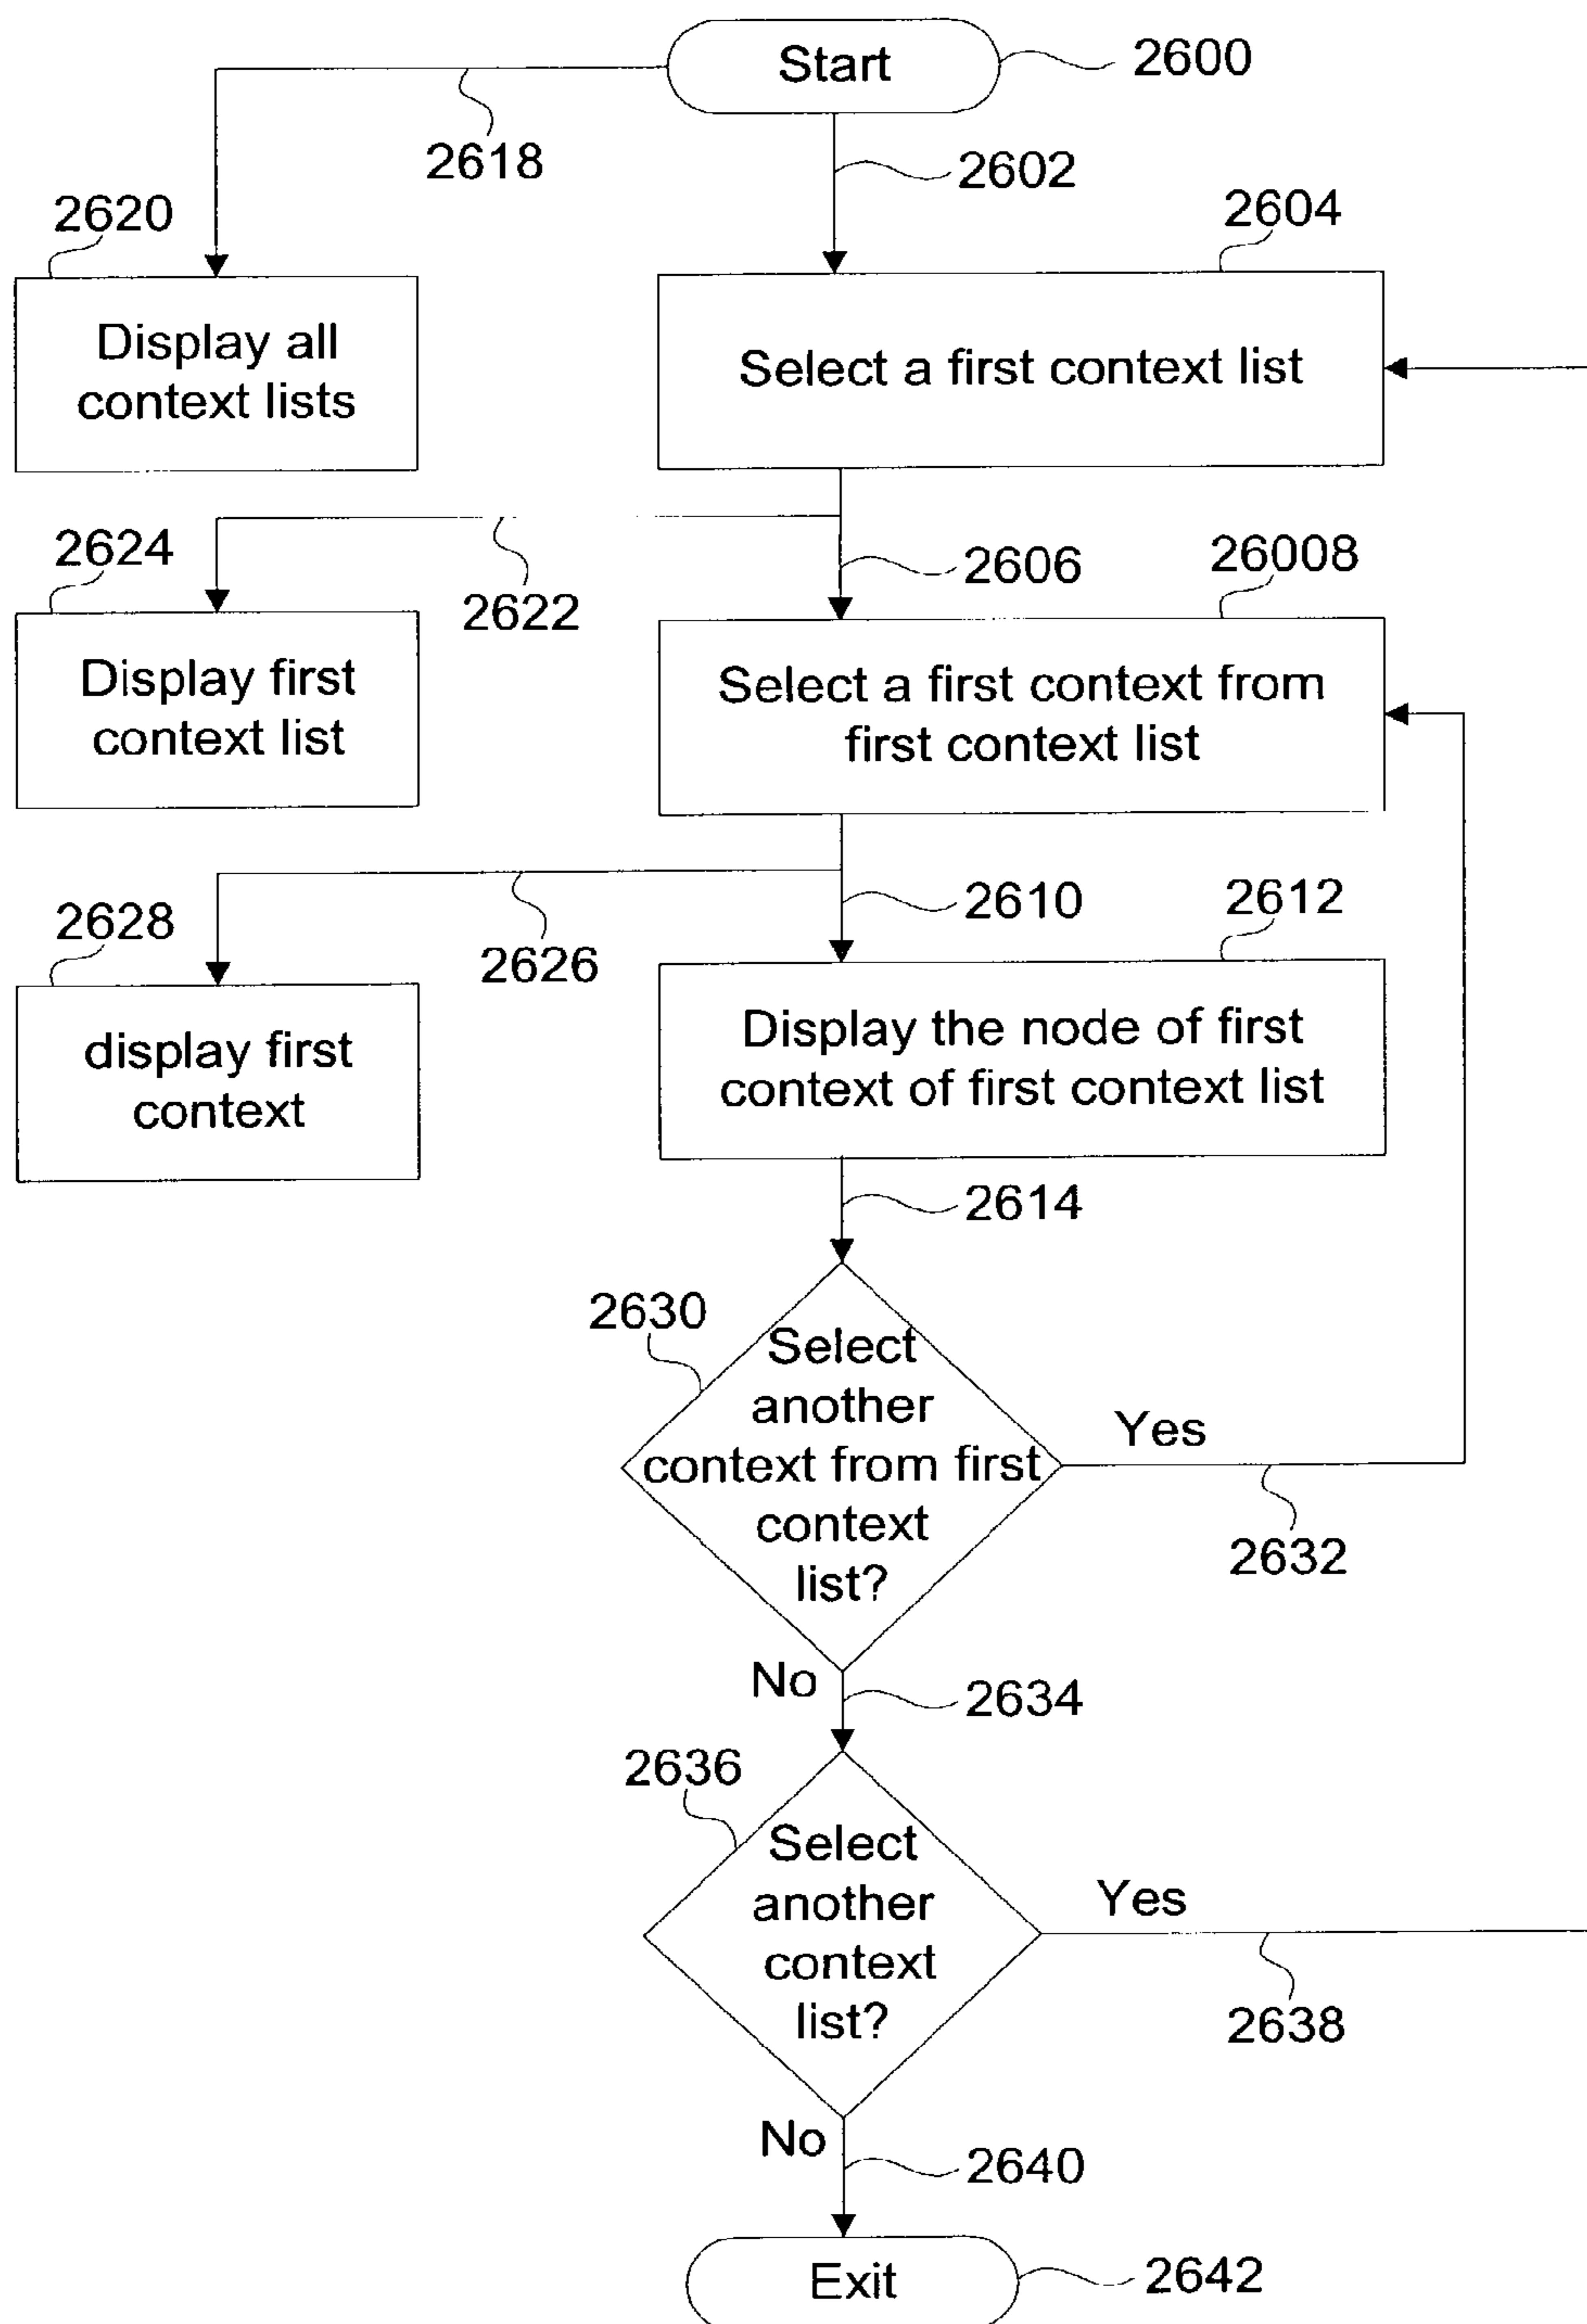 Start
2600
2618
2602
2620
2604
Display all
context lists
Select a first context list
2624
2622
2606
26008
Display first
context list
Select a first context from
first context list
2628
2626
2610
2612
display first
context
Display the node of first
context of first context list
2614
2630
Select
another
context from first
context
list?
Yes
2632
No
2634
2636
Select
another
context
list?
Yes
2638
No
2640
Exit
2642